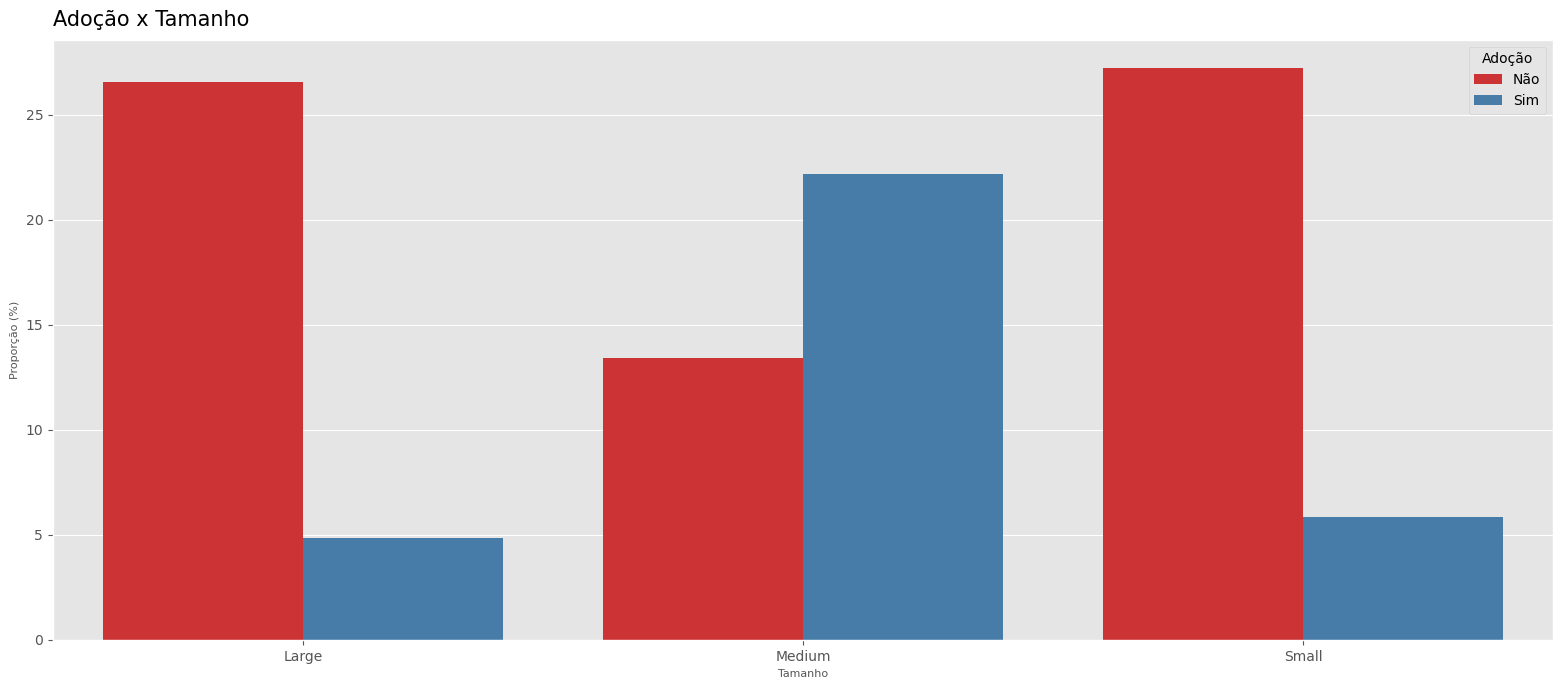 Adoção x Tamanho
Adoção
Não
Sim
Proporção (%)
25
20
15
10
5
0
Large
Medium
Small
Tamanho